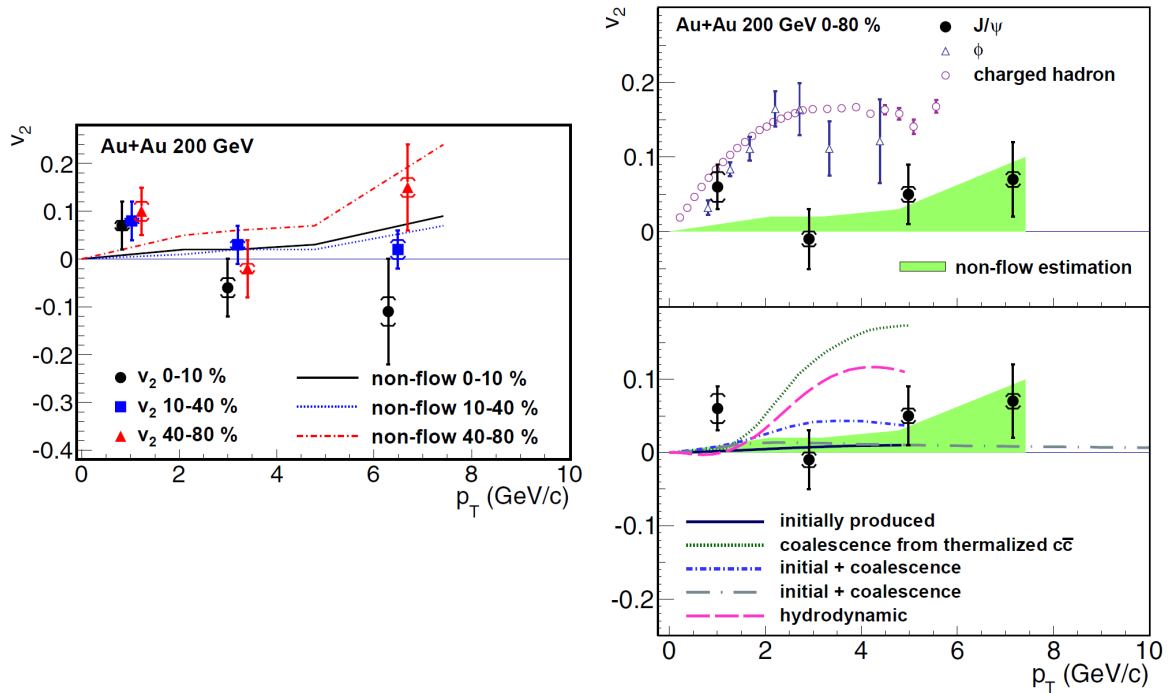 v₂
Au+Au 200 GeV
0.2
0.1
0
-0.1
-0.2
-0.3
-0.4
v₂ 0-10 %
v₂ 10-40 %
v₂ 40-80 %
non-flow 0-10 %
non-flow 10-40 %
non-flow 40-80 %
0 2 4 6 8 10
p_T (GeV/c)
v₂
Au+Au 200 GeV 0-80 %
J/ψ
ϕ
charged hadron
0.2
0.1
0
non-flow estimation
0.1
0
-0.1
-0.2
initially produced
coalescence from thermalized cc̅
initial + coalescence
initial + coalescence
hydrodynamic
0 2 4 6 8 10
p_T (GeV/c)